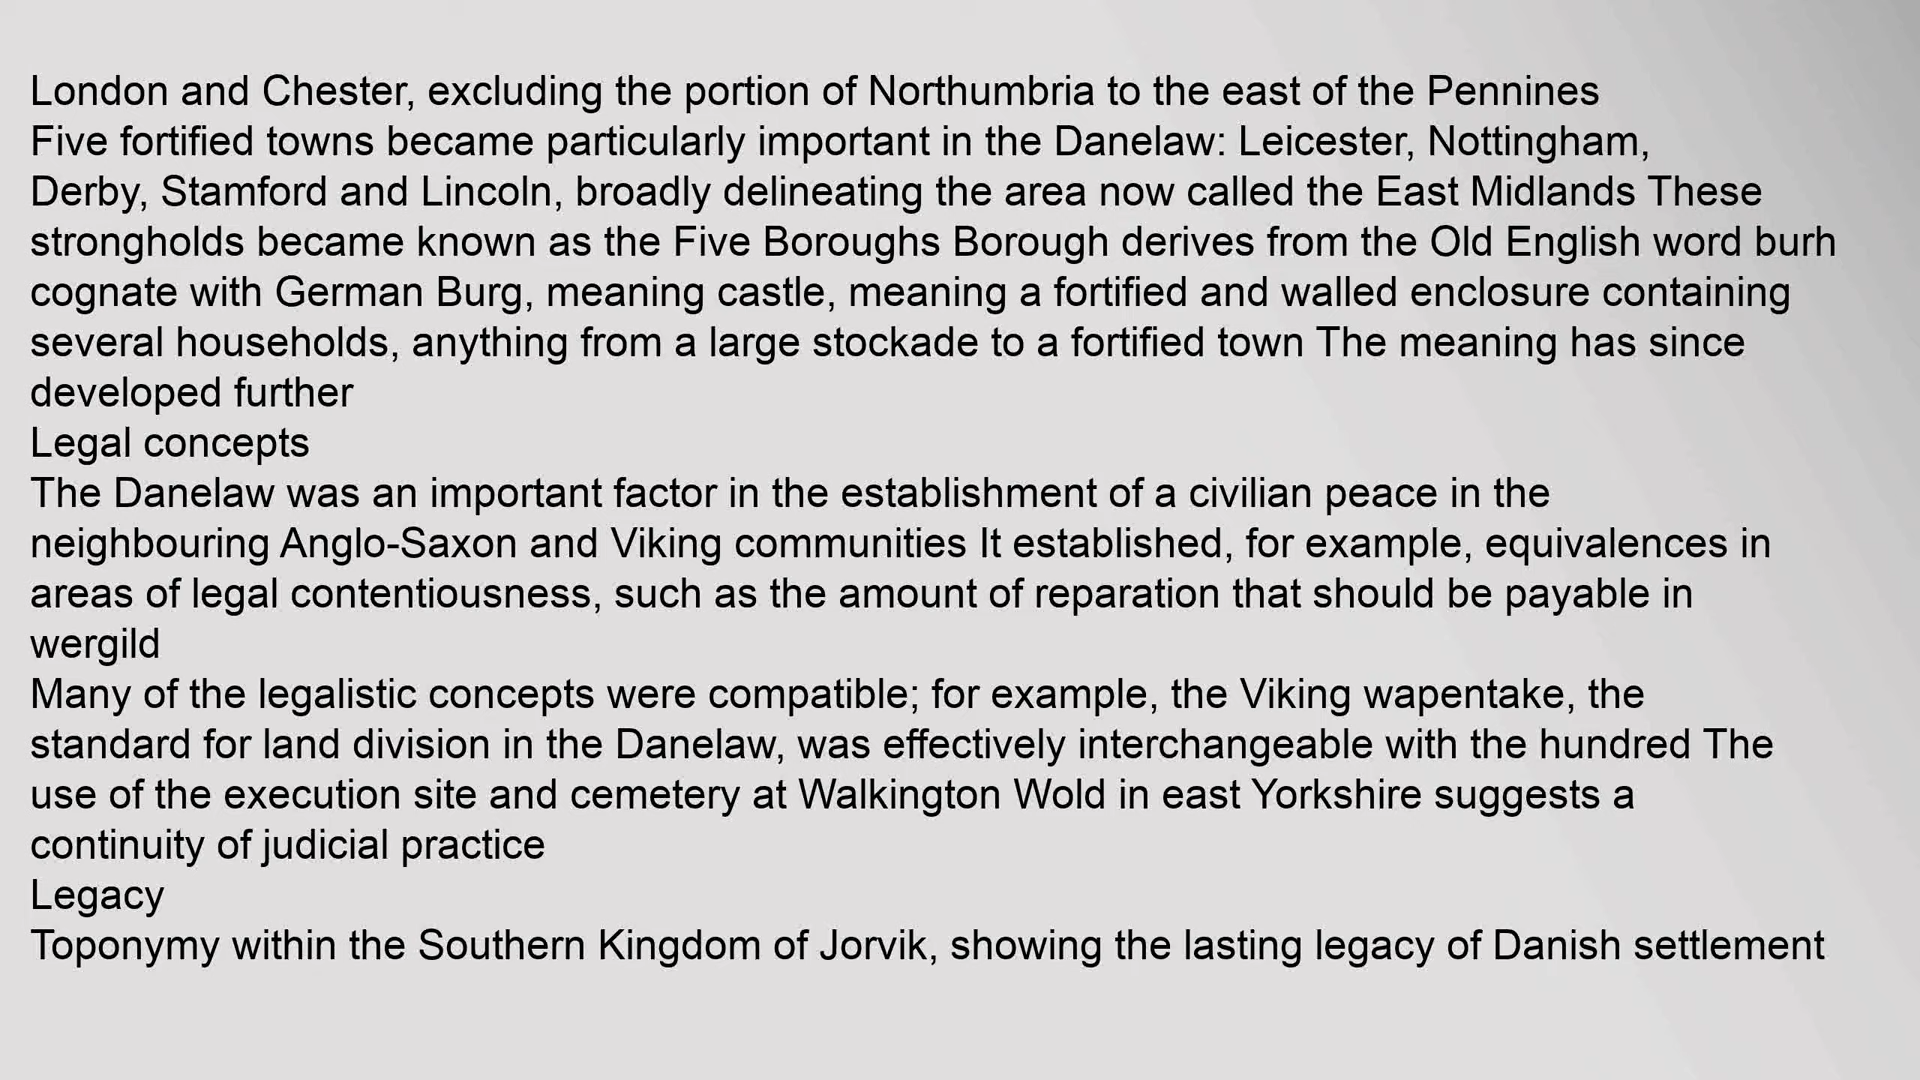 London and Chester, excluding the portion of Northumbria to the east of the Pennines
Five fortified towns became particularly important in the Danelaw: Leicester, Nottingham,
Derby, Stamford and Lincoln, broadly delineating the area now called the East Midlands These
strongholds became known as the Five Boroughs Borough derives from the Old English word burh
cognate with German Burg, meaning castle, meaning a fortified and walled enclosure containing
several households, anything from a large stockade to a fortified town The meaning has since
developed further
Legal concepts
The Danelaw was an important factor in the establishment of a civilian peace in the
neighbouring Anglo-Saxon and Viking communities It established, for example, equivalences in
areas of legal contentiousness, such as the amount of reparation that should be payable in
wergild
Many of the legalistic concepts were compatible; for example, the Viking wapentake, the
standard for land division in the Danelaw, was effectively interchangeable with the hundred The
use of the execution site and cemetery at Walkington Wold in east Yorkshire suggests a
continuity of judicial practice
Legacy
Toponymy within the Southern Kingdom of Jorvik, showing the lasting legacy of Danish settlement